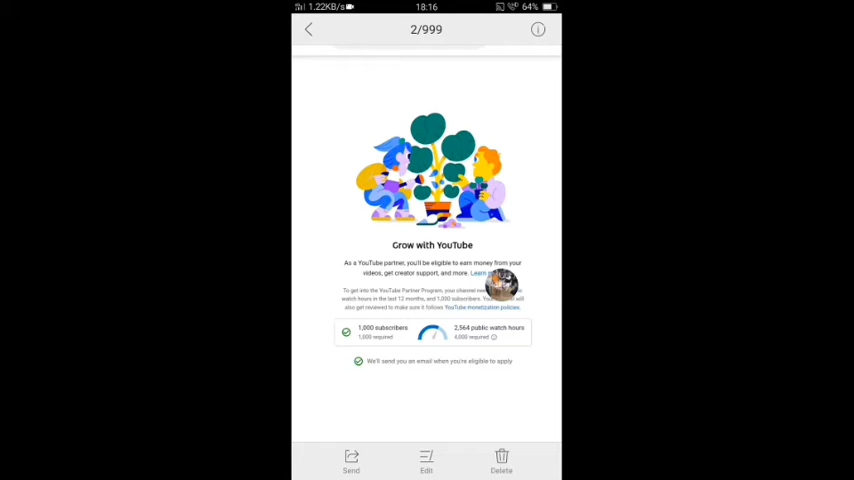 1.22KB/s 18:16 64%
2/999
Grow with YouTube
As a YouTube partner, you'll be eligible to earn money from your
videos, get creator support, and more. Learn
To get into the YouTube Partner Program, your channel
watch hours in the last 12 months, and 1,000 subscribers. will
also get reviewed to make sure it follows YouTube monetization policies.
1,000 subscribers 2,564 public watch hours
1,000 required 4,000 required
We'll send you an email when you're eligible to apply
Send Edit Delete